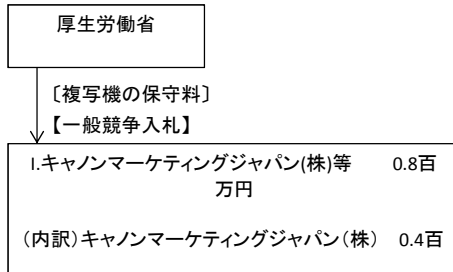 厚生労働省
〔複写機の保守料〕
【一般競争入札】
I.キャノンマーケティングジャパン(株)等　　0.8百
万円
（内訳）キャノンマーケティングジャパン（株）　0.4百